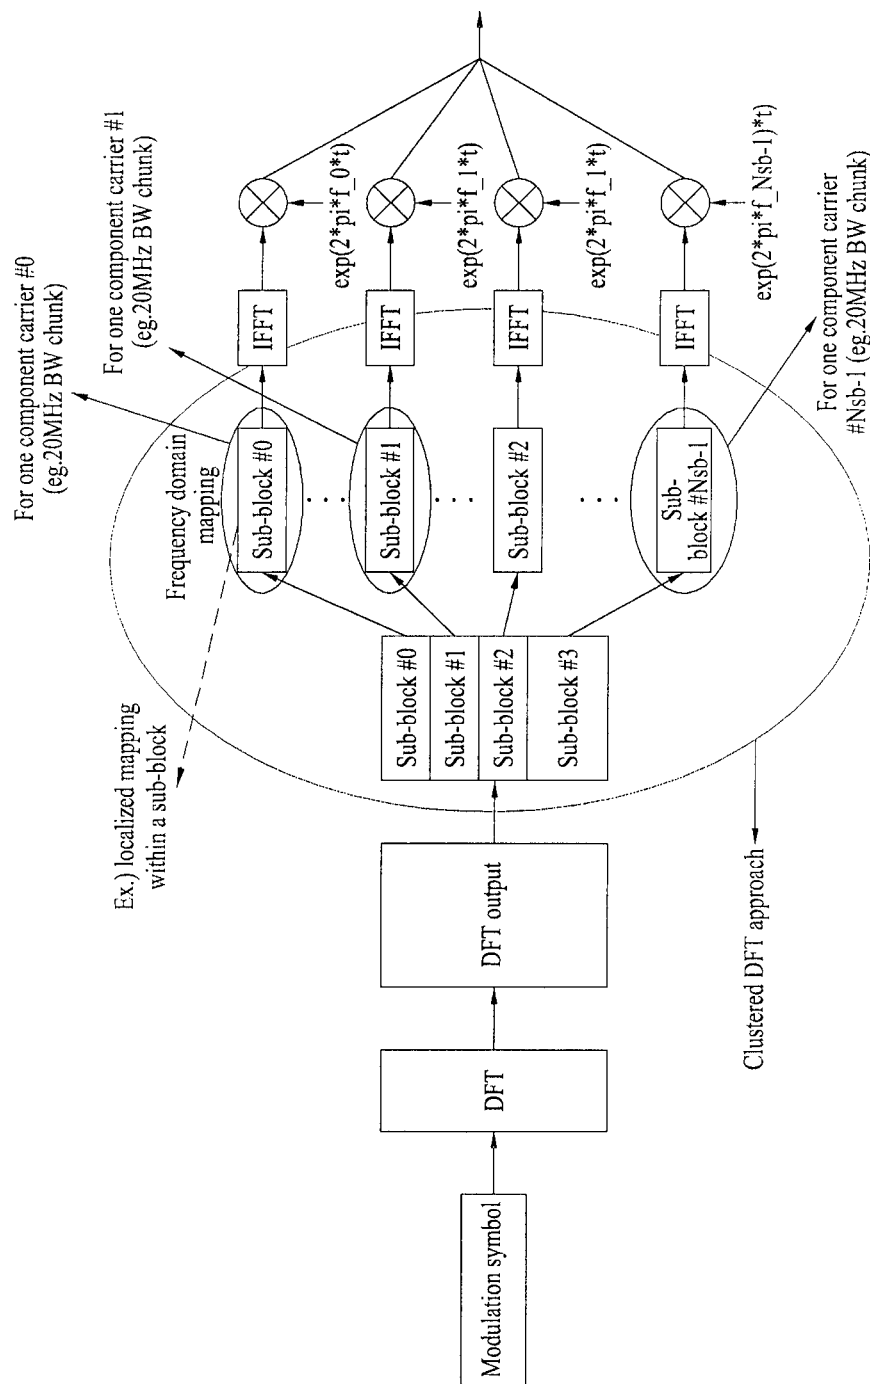 Modulation symbol
DFT
DFT output
Sub-block #0
Sub-block #1
Sub-block #2
Sub-block #3
Ex.) localized mapping
within a sub-block
Frequency domain
mapping
Sub-block #0
. . .
Sub-block #1
. . .
Sub-block #2
. . .
Sub-
block #Nsb-1
IFFT
IFFT
IFFT
IFFT
For one component carrier #0
(eg.20MHz BW chunk)
For one component carrier #1
(eg.20MHz BW chunk)
exp(2*pi*f_0*t)
exp(2*pi*f_1*t)
exp(2*pi*f_1*t)
exp(2*pi*f_Nsb-1)*t)
For one component carrier
#Nsb-1 (eg.20MHz BW chunk)
Clustered DFT approach